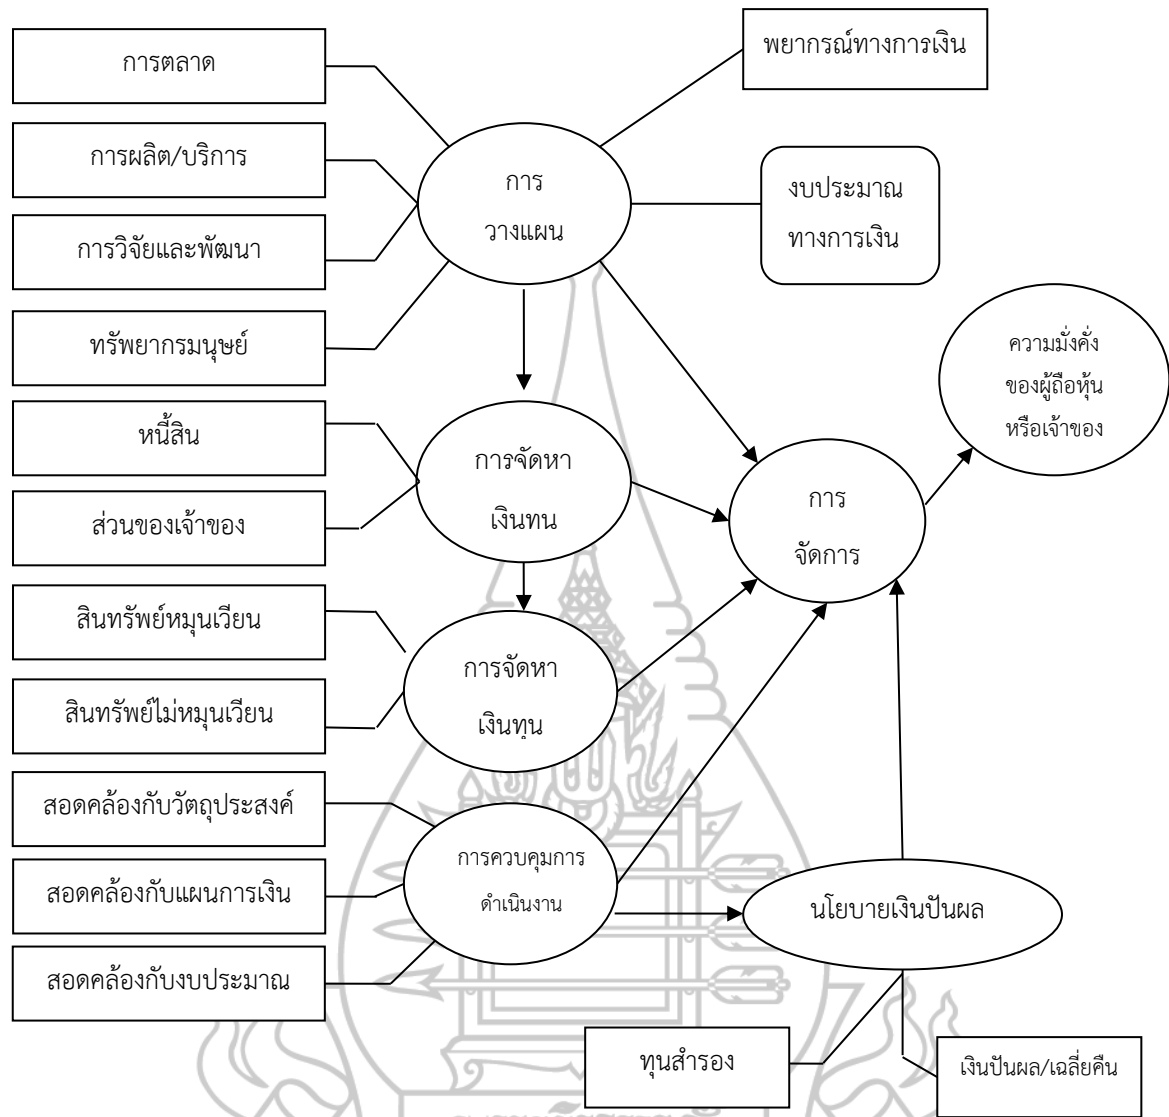 การตลาด
พยากรณ์ทางการเงิน
การผลิต/บริการ
การวิจัยและพัฒนา
ทรัพยากรมนุษย์
การ
วางแผน
งบประมาณ
ทางการเงิน
ความมั่งคั่ง
ของผู้ถือหุ้น
หรือเจ้าของ
หนี้สิน
ส่วนของเจ้าของ
การจัดหา
เงินทน
การ
จัดการ
สินทรัพย์หมุนเวียน
สินทรัพย์ไม่หมุนเวียน
การจัดหา
เงินทุน
สอดคล้องกับวัตถุประสงค์
สอดคล้องกับแผนการเงิน
สอดคล้องกับงบประมาณ
การควบคุมการ
ดำเนินงาน
นโยบายเงินปันผล
ทุนสำรอง
เงินปันผล/เฉลี่ยคืน